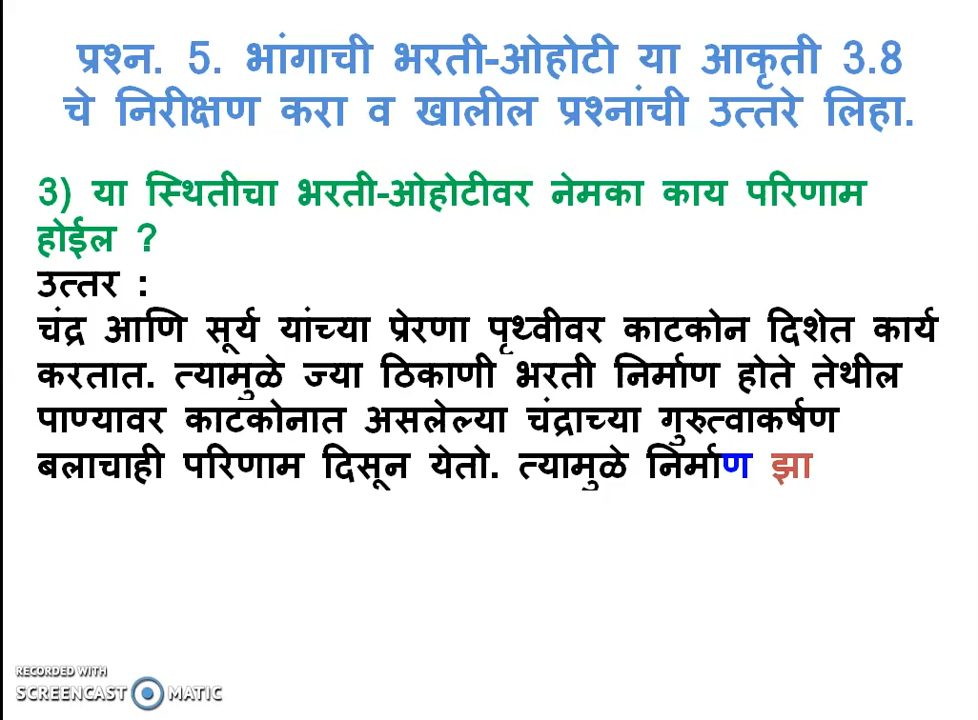 प्रश्न. 5. भांगाची भरती-ओहोटी या आकृती 3.8
चे निरीक्षण करा व खालील प्रश्नांची उत्तरे लिहा.
3) या स्थितीचा भरती-ओहोटीवर नेमका काय परिणाम
होईल ?
उत्तर :
चंद्र आणि सूर्य यांच्या प्रेरणा पृथ्वीवर काटकोन दिशेत कार्य
करतात. त्यामुळे ज्या ठिकाणी भरती निर्माण होते तेथील
पाण्यावर काटकोनात असलेल्या चंद्राच्या गुरुत्वाकर्षण
बलाचाही परिणाम दिसून येतो. त्यामुळे निर्माण झा
RECORDED WITH
SCREENCAST MATIC